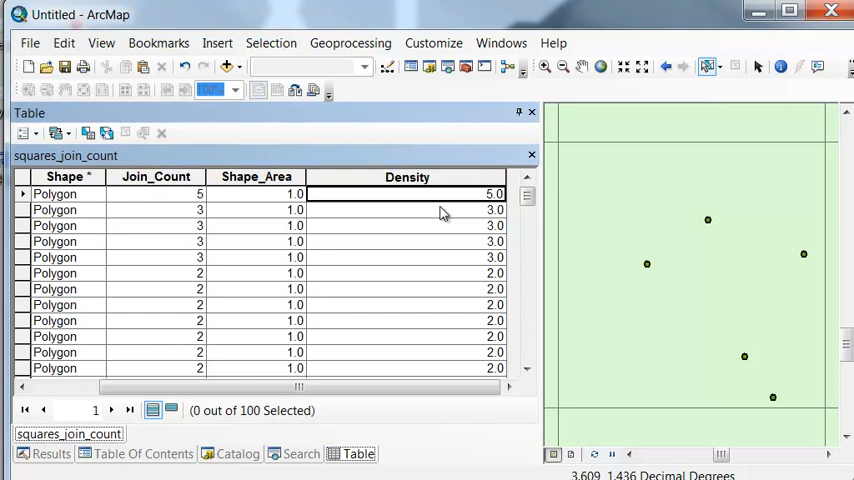 Untitled - ArcMap
File Edit View Bookmarks Insert Selection Geoprocessing Customize Windows Help
100%
Table
squares_join_count
Shape * Join_Count Shape_Area Density
Polygon 5 1.0 5.0
Polygon 3 1.0 3.0
Polygon 3 1.0 3.0
Polygon 3 1.0 3.0
Polygon 3 1.0 3.0
Polygon 2 1.0 2.0
Polygon 2 1.0 2.0
Polygon 2 1.0 2.0
Polygon 2 1.0 2.0
Polygon 2 1.0 2.0
Polygon 2 1.0 2.0
Polygon 2 1.0 2.0
1 (0 out of 100 Selected)
squares_join_count
Results Table Of Contents Catalog Search Table
3.609 1.436 Decimal Degrees